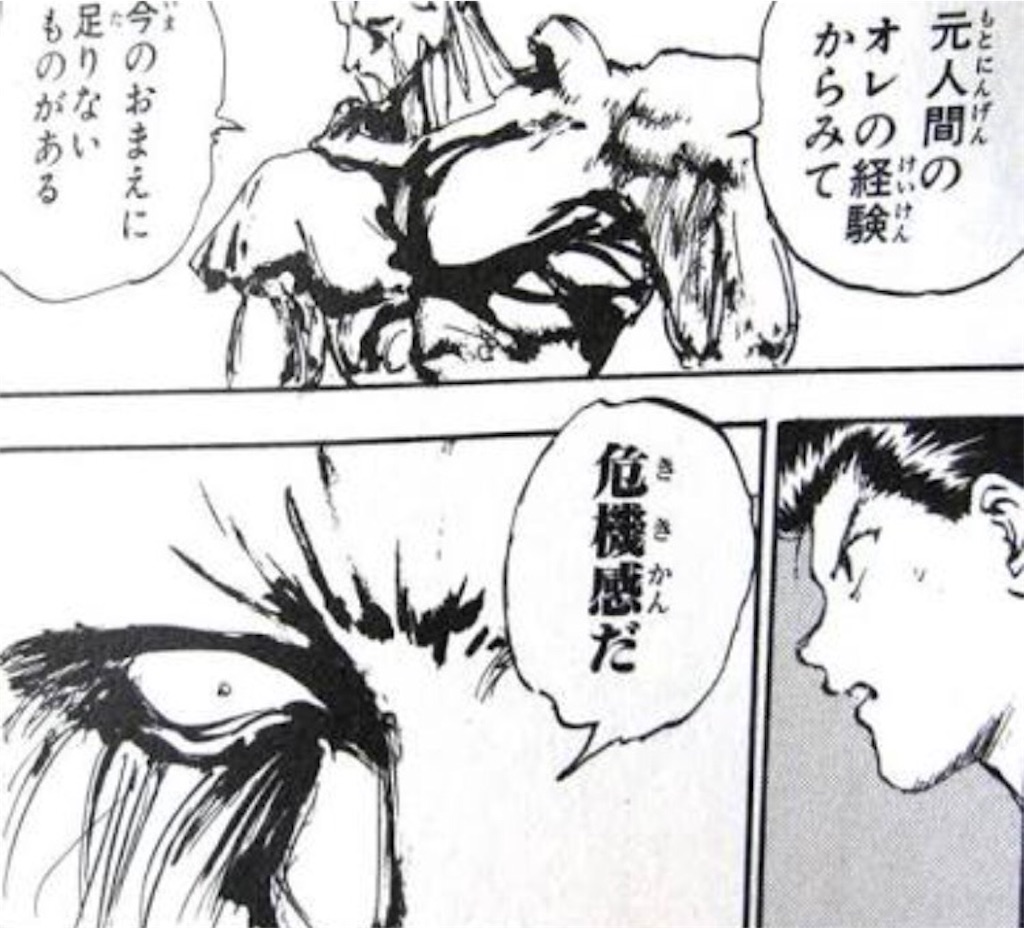 元人間の
オレの経験
からみて
今のおまえに
足りない
ものがある
危機感だ